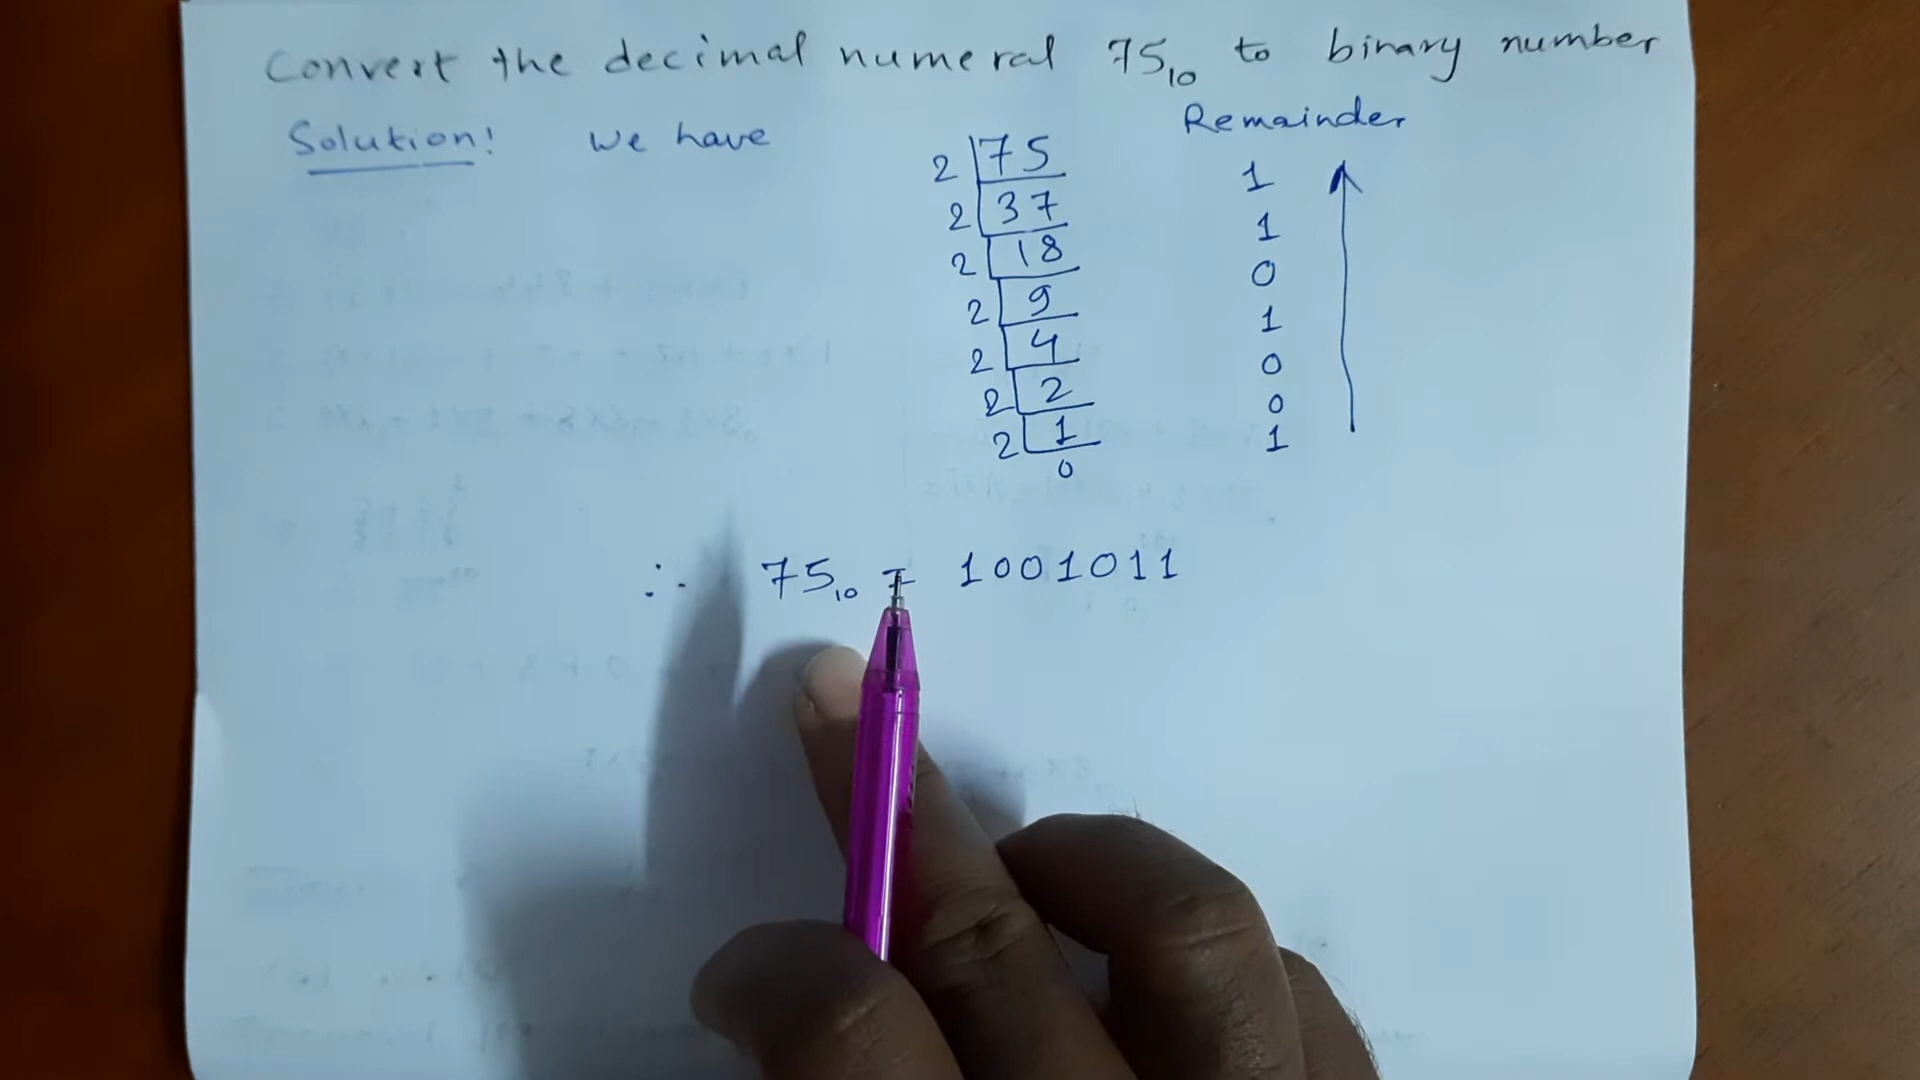 Convert the decimal numeral 75₁₀ to binary number
Solution! We have
Remainder
2 75 1
2 37 1
2 18 0
2 9 1
2 4 0
2 2 0
2 1 1
0
∴ 75₁₀ = 1001011